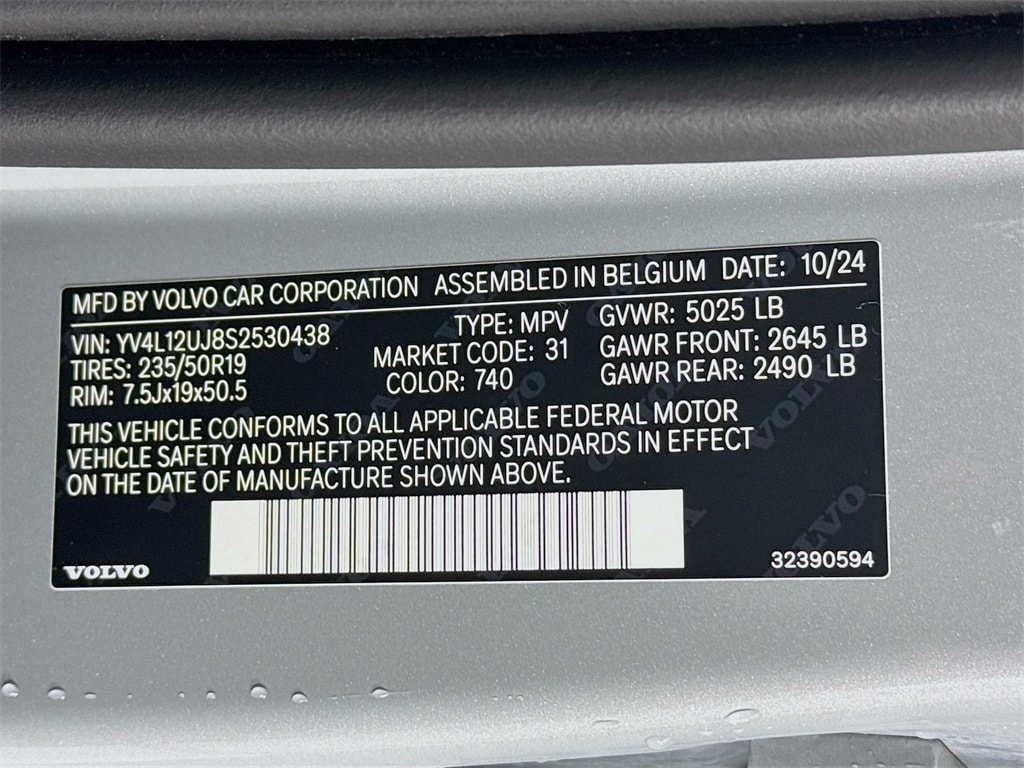 MFD BY VOLVO CAR CORPORATION ASSEMBLED IN BELGIUM DATE: 10/24
VIN: YV4L12UJ8S2530438 TYPE: MPV GVWR: 5025 LB
TIRES: 235/50R19 MARKET CODE: 31 GAWR FRONT: 2645 LB
RIM: 7.5Jx19x50.5 COLOR: 740 GAWR REAR: 2490 LB
THIS VEHICLE CONFORMS TO ALL APPLICABLE FEDERAL MOTOR
VEHICLE SAFETY AND THEFT PREVENTION STANDARDS IN EFFECT
ON THE DATE OF MANUFACTURE SHOWN ABOVE.
VOLVO 32390594